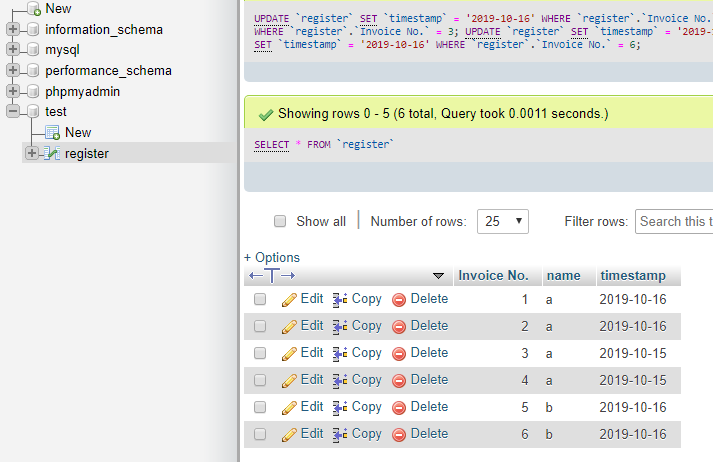 New
information_schema
mysql
performance_schema
phpmyadmin
test
New
register
UPDATE `register` SET `timestamp` = '2019-10-16' WHERE `register`.`Invoice No.
WHERE `register`.`Invoice No.` = 3; UPDATE `register` SET `timestamp` = '2019-
SET `timestamp` = '2019-10-16' WHERE `register`.`Invoice No.` = 6;
Showing rows 0 - 5 (6 total, Query took 0.0011 seconds.)
SELECT * FROM `register`
Show all | Number of rows: 25 Filter rows: Search this t
+ Options
Invoice No. name timestamp
Edit Copy Delete 1 a 2019-10-16
Edit Copy Delete 2 a 2019-10-16
Edit Copy Delete 3 a 2019-10-15
Edit Copy Delete 4 a 2019-10-15
Edit Copy Delete 5 b 2019-10-16
Edit Copy Delete 6 b 2019-10-16